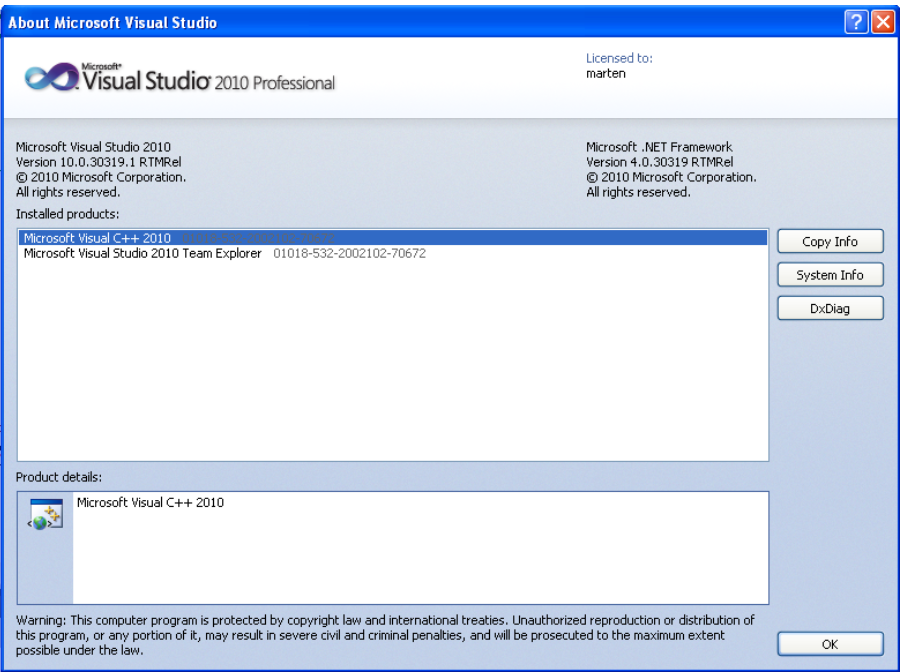 About Microsoft Visual Studio
Microsoft®
Visual Studio® 2010 Professional
Licensed to:
marten
Microsoft Visual Studio 2010
Version 10.0.30319.1 RTMRel
© 2010 Microsoft Corporation.
All rights reserved.
Microsoft .NET Framework
Version 4.0.30319 RTMRel
© 2010 Microsoft Corporation.
All rights reserved.
Installed products:
Microsoft Visual C++ 2010
Microsoft Visual Studio 2010 Team Explorer 01018-532-2002102-70672
Copy Info
System Info
DxDiag
Product details:
Microsoft Visual C++ 2010
Warning: This computer program is protected by copyright law and international treaties. Unauthorized reproduction or distribution of
this program, or any portion of it, may result in severe civil and criminal penalties, and will be prosecuted to the maximum extent
possible under the law.
OK